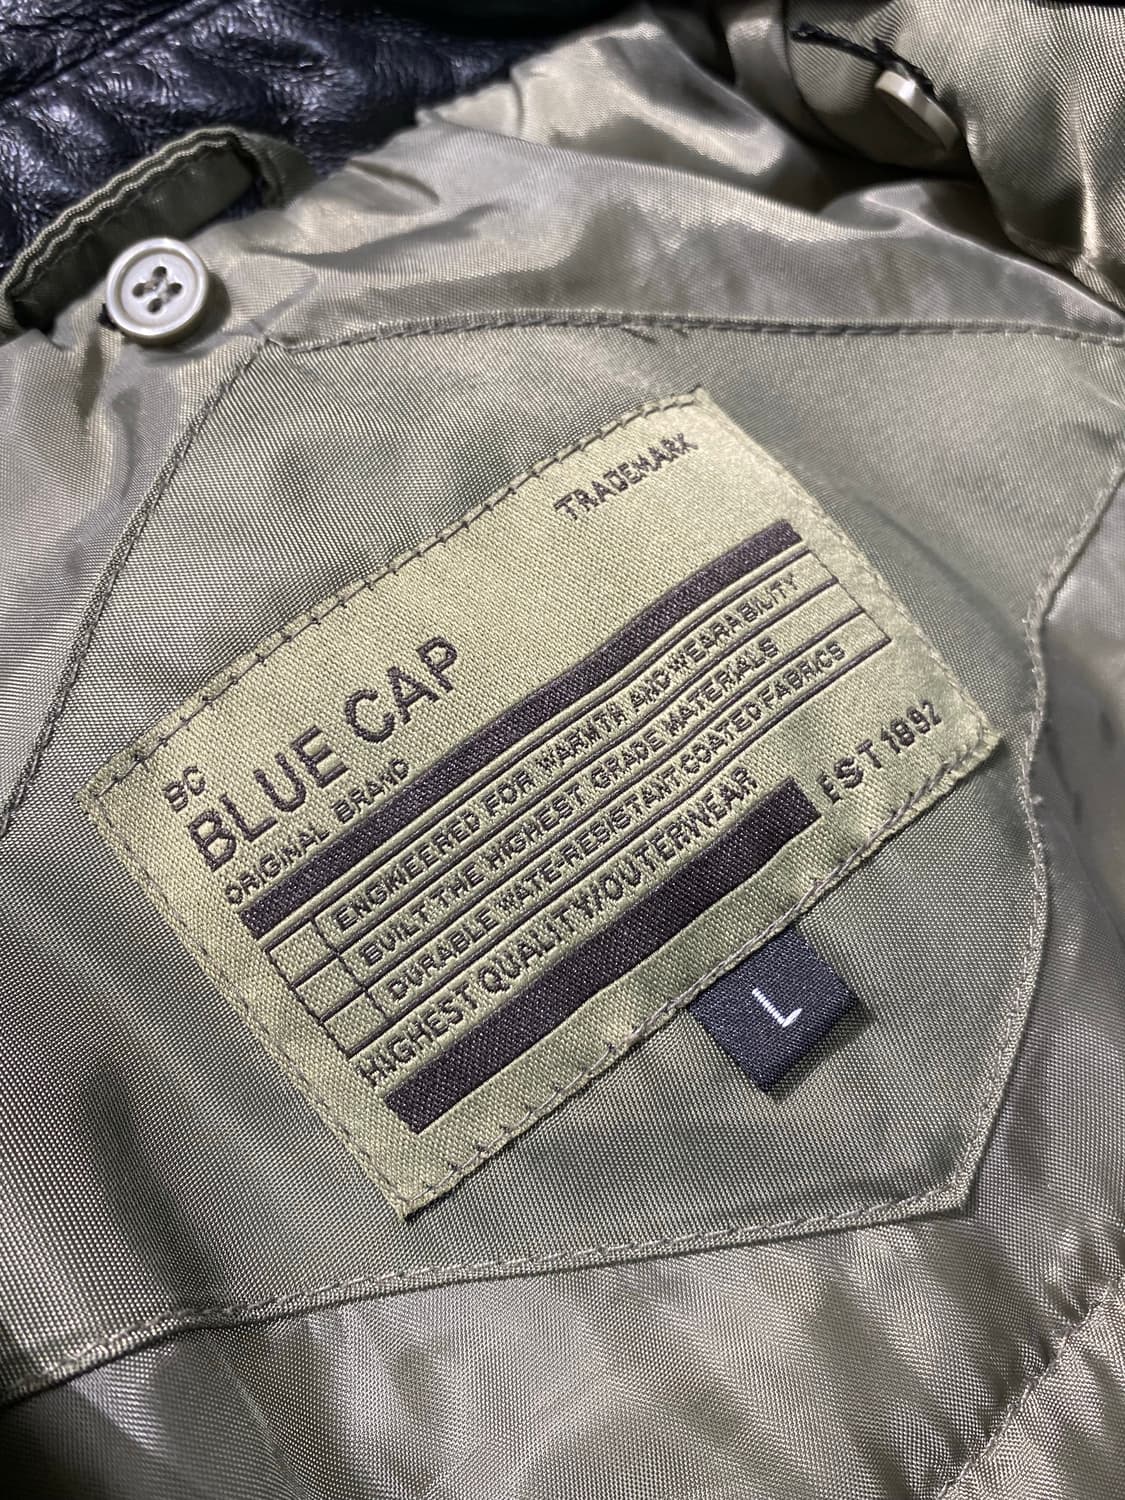 TRADEMARK
BC
BLUE CAP
ORIGINAL BRAND
ENGINEERED FOR WARMTH AND WEARABILITY
BUILT THE HIGHEST GRADE MATERIALS
DURABLE WATE-RESISTANT COATED FABRICS
HIGHEST QUALITY/OUTERWEAR
EST 1892
L